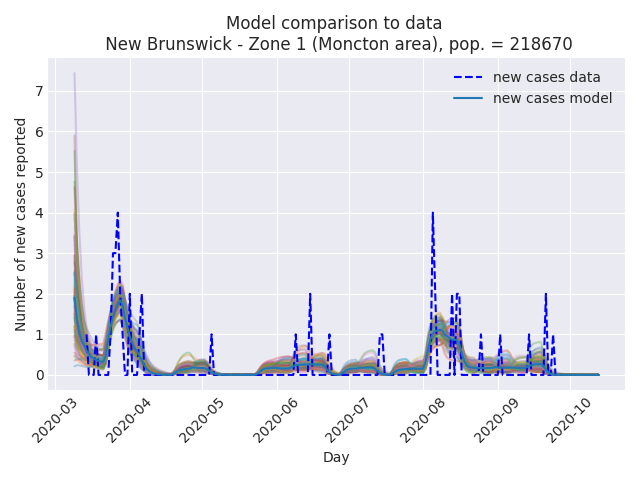 Model comparison to data
New Brunswick - Zone 1 (Moncton area), pop. = 218670
new cases data
new cases model
Number of new cases reported
7
6
5
4
3
2
1
0
2020-03
2020-04
2020-05
2020-06
2020-07
2020-08
2020-09
2020-10
Day